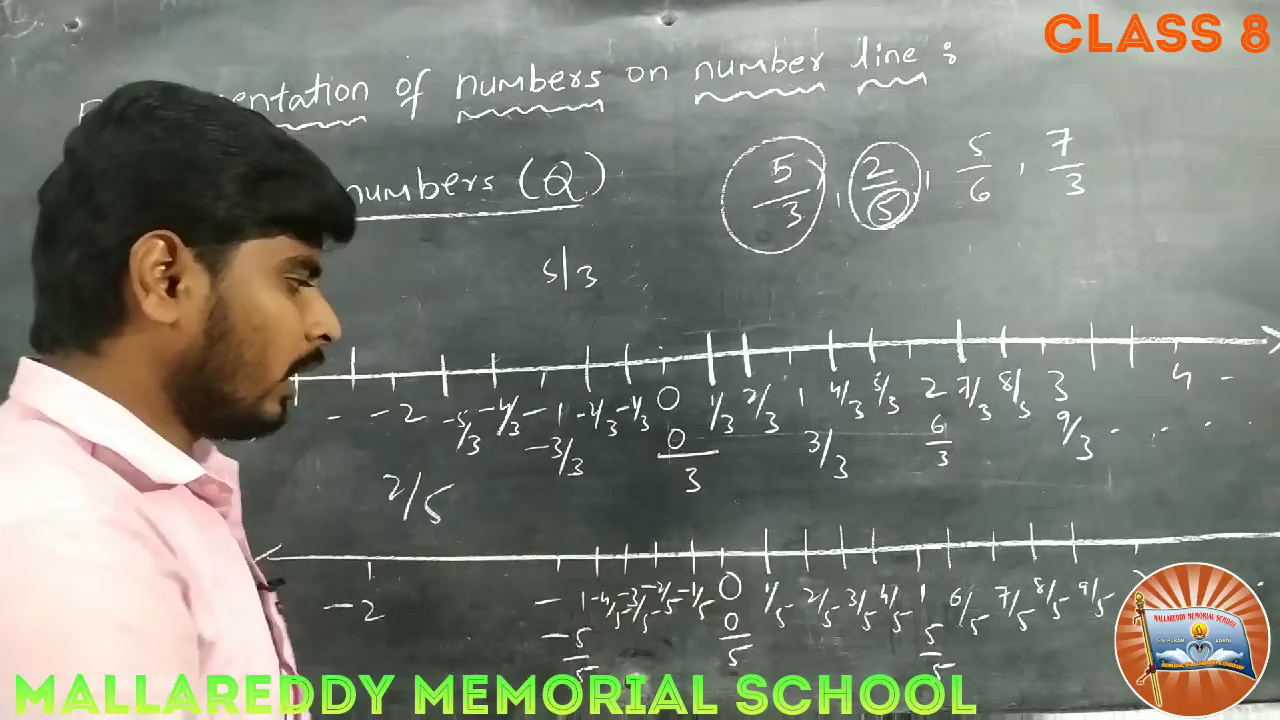 CLASS 8
entation of numbers on number line :
numbers (Q)
5/3 , 2/5 , 5/6 , 7/3
5/3
- -2 -5/3 -4/3 -1 -2/3 -1/3 0 1/3 2/3 1 4/3 5/3 2 7/3 8/3 3 4 -
-3/3 0/3 3/3 6/3 9/3 . . . .
2/5
-2 -1 -4/5 -3/5 -2/5 -1/5 0 1/5 2/5 3/5 4/5 1 6/5 7/5 8/5 9/5
-5/5 0/5 5/5
MALLAREDDY MEMORIAL SCHOOL
MALLAREDDY MEMORIAL SCHOOL